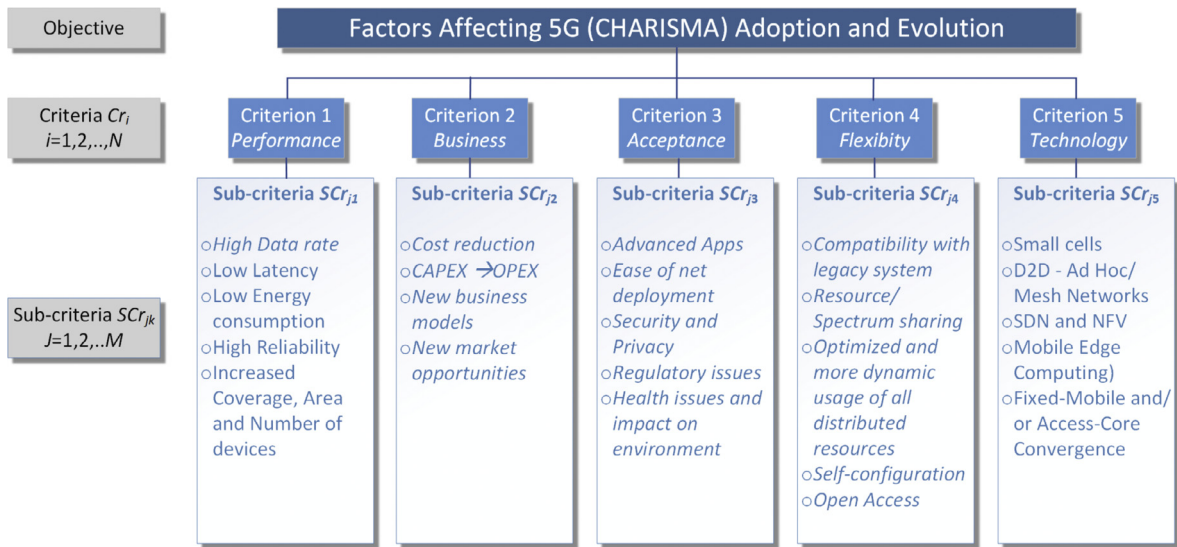 Objective
Factors Affecting 5G (CHARISMA) Adoption and Evolution
Criteria Cri
i=1,2,..,N
Criterion 1
Performance
Criterion 2
Business
Criterion 3
Acceptance
Criterion 4
Flexibity
Criterion 5
Technology
Sub-criteria SCrjk
J=1,2,..M
Sub-criteria SCrj1
○High Data rate
○Low Latency
○Low Energy
consumption
○High Reliability
○Increased
Coverage, Area
and Number of
devices
Sub-criteria SCrj2
○Cost reduction
○CAPEX →OPEX
○New business
models
○New market
opportunities
Sub-criteria SCrj3
○Advanced Apps
○Ease of net
deployment
○Security and
Privacy
○Regulatory issues
○Health issues and
impact on
environment
Sub-criteria SCrj4
○Compatibility with
legacy system
○Resource/
Spectrum sharing
○Optimized and
more dynamic
usage of all
distributed
resources
○Self-configuration
○Open Access
Sub-criteria SCrj5
○Small cells
○D2D - Ad Hoc/
Mesh Networks
○SDN and NFV
○Mobile Edge
Computing)
○Fixed-Mobile and/
or Access-Core
Convergence